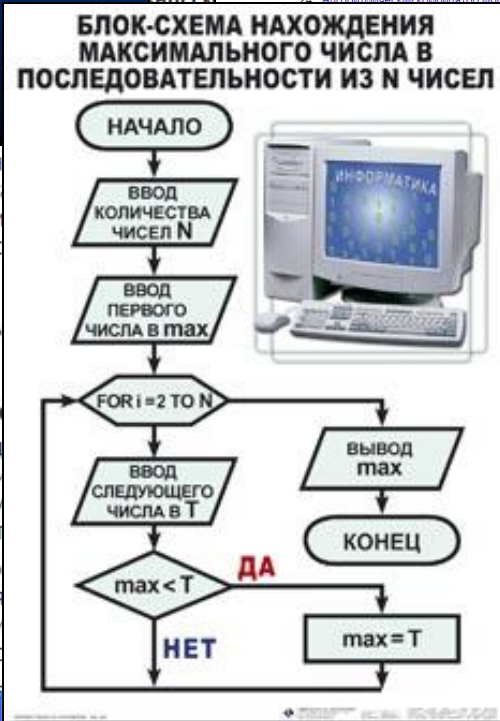 БЛОК-СХЕМА НАХОЖДЕНИЯ
МАКСИМАЛЬНОГО ЧИСЛА В
ПОСЛЕДОВАТЕЛЬНОСТИ ИЗ N ЧИСЕЛ
НАЧАЛО
ИНФОРМАТИКА
ВВОД
КОЛИЧЕСТВА
ЧИСЕЛ N
ВВОД
ПЕРВОГО
ЧИСЛА В max
FOR i=2 TO N
ВВОД
СЛЕДУЮЩЕГО
ЧИСЛА В T
ВЫВОД
max
КОНЕЦ
max < T
ДА
НЕТ
max = T